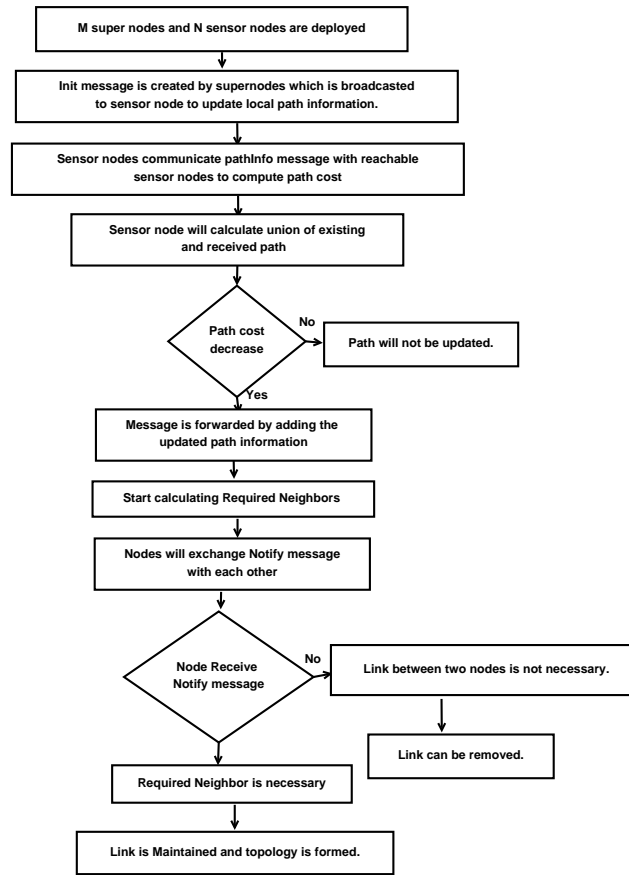 M super nodes and N sensor nodes are deployed
Init message is created by supernodes which is broadcasted
to sensor node to update local path information.
Sensor nodes communicate pathInfo message with reachable
sensor nodes to compute path cost
Sensor node will calculate union of existing
and received path
Path cost
decrease
No
Path will not be updated.
Yes
Message is forwarded by adding the
updated path information
Start calculating Required Neighbors
Nodes will exchange Notify message
with each other
Node Receive
Notify message
No
Link between two nodes is not necessary.
Link can be removed.
Required Neighbor is necessary
Link is Maintained and topology is formed.